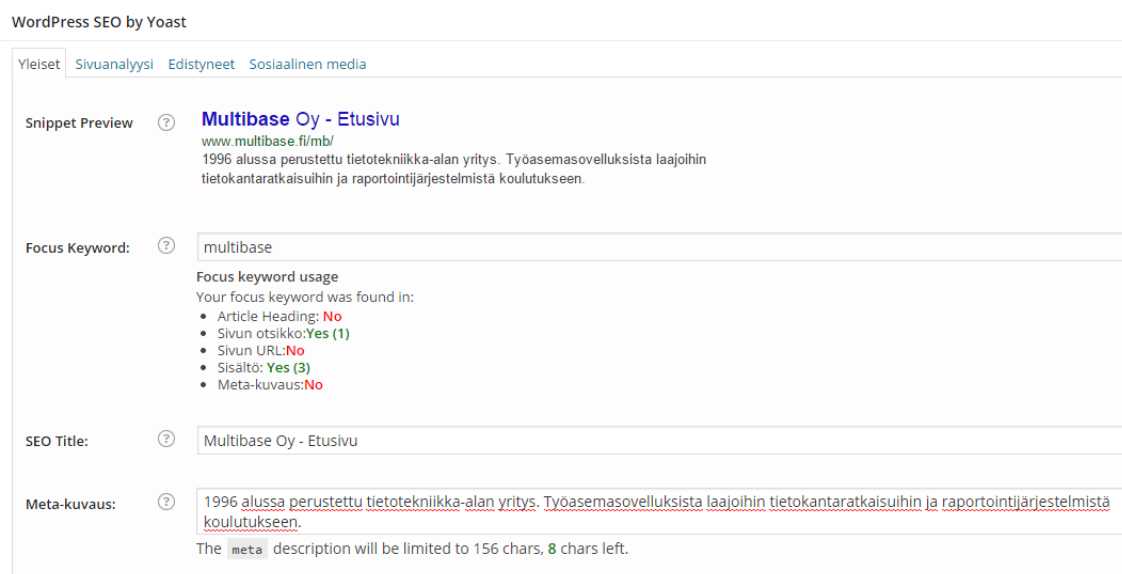 WordPress SEO by Yoast
Yleiset Sivuanalyysi Edistyneet Sosiaalinen media
Snippet Preview ? Multibase Oy - Etusivu
www.multibase.fi/mb/
1996 alussa perustettu tietotekniikka-alan yritys. Työasemasovelluksista laajoihin
tietokantaratkaisuihin ja raportointijärjestelmistä koulutukseen.
Focus Keyword: ? multibase
Focus keyword usage
Your focus keyword was found in:
• Article Heading: No
• Sivun otsikko:Yes (1)
• Sivun URL:No
• Sisältö: Yes (3)
• Meta-kuvaus:No
SEO Title: ? Multibase Oy - Etusivu
Meta-kuvaus: ? 1996 alussa perustettu tietotekniikka-alan yritys. Työasemasovelluksista laajoihin tietokantaratkaisuihin ja raportointijärjestelmistä
koulutukseen.
The meta description will be limited to 156 chars, 8 chars left.